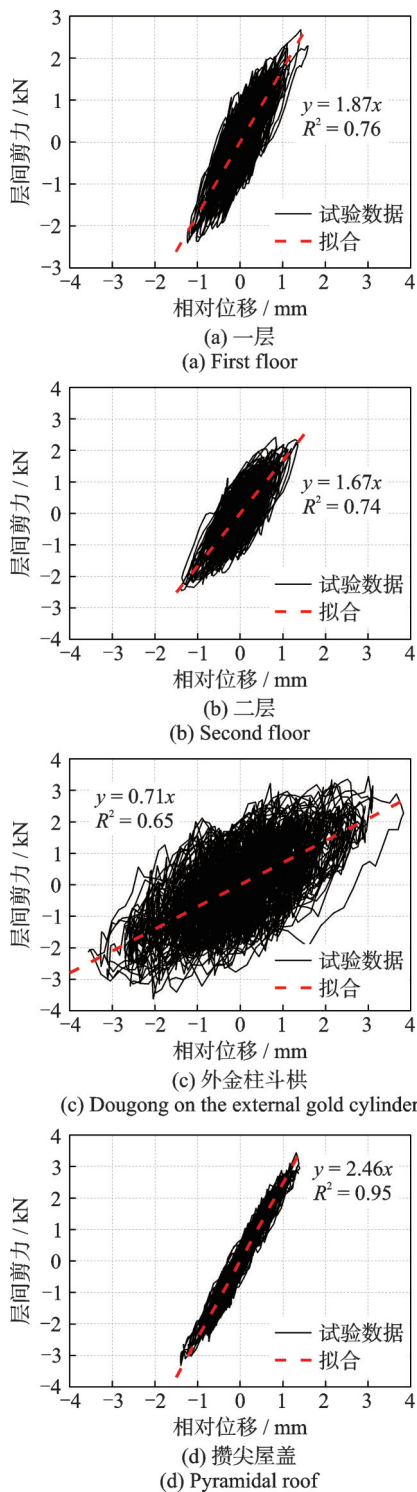 3
2
1
0
−1
−2
−3
层间剪力 / kN
y = 1.87x
R² = 0.76
试验数据
拟合
−4 −3 −2 −1 0 1 2 3 4
相对位移 / mm
(a) 一层
(a) First floor
4
3
2
1
0
−1
−2
−3
−4
层间剪力 / kN
y = 1.67x
R² = 0.74
试验数据
拟合
−4 −3 −2 −1 0 1 2 3 4
相对位移 / mm
(b) 二层
(b) Second floor
4
3
2
1
0
−1
−2
−3
−4
层间剪力 / kN
y = 0.71x
R² = 0.65
试验数据
拟合
−4 −3 −2 −1 0 1 2 3 4
相对位移 / mm
(c) 外金柱斗栱
(c) Dougong on the external gold cylinder
4
3
2
1
0
−1
−2
−3
−4
层间剪力 / kN
y = 2.46x
R² = 0.95
试验数据
拟合
−4 −3 −2 −1 0 1 2 3 4
相对位移 / mm
(d) 攒尖屋盖
(d) Pyramidal roof